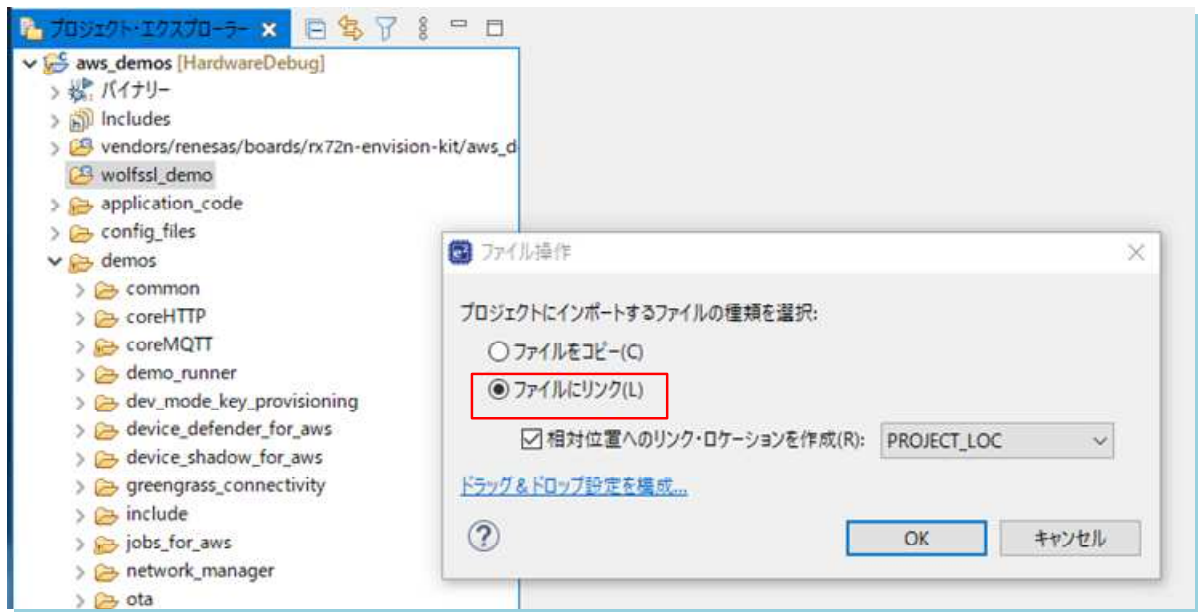 プロジェクト・エクスプローラー
aws_demos [HardwareDebug]
バイナリー
Includes
vendors/renesas/boards/rx72n-envision-kit/aws_d
wolfssl_demo
application_code
config_files
demos
common
coreHTTP
coreMQTT
demo_runner
dev_mode_key_provisioning
device_defender_for_aws
device_shadow_for_aws
greengrass_connectivity
include
jobs_for_aws
network_manager
ota
ファイル操作
プロジェクトにインポートするファイルの種類を選択:
ファイルをコピー(C)
ファイルにリンク(L)
相対位置へのリンク・ロケーションを作成(R): PROJECT_LOC
ドラッグ&ドロップ設定を構成...
OK キャンセル